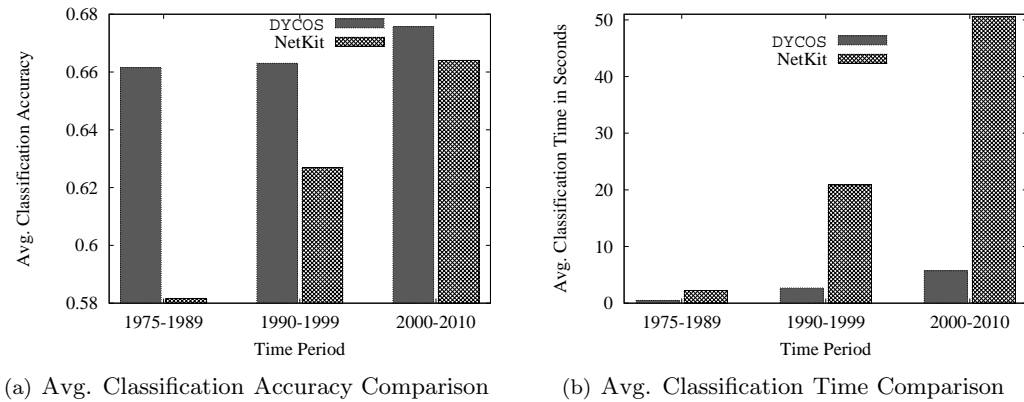 0.68
0.66
0.64
0.62
0.6
0.58
Avg. Classification Accuracy
DYCOS
NetKit
1975-1989 1990-1999 2000-2010
Time Period
(a) Avg. Classification Accuracy Comparison
50
40
30
20
10
0
Avg. Classification Time in Seconds
DYCOS
NetKit
1975-1989 1990-1999 2000-2010
Time Period
(b) Avg. Classification Time Comparison